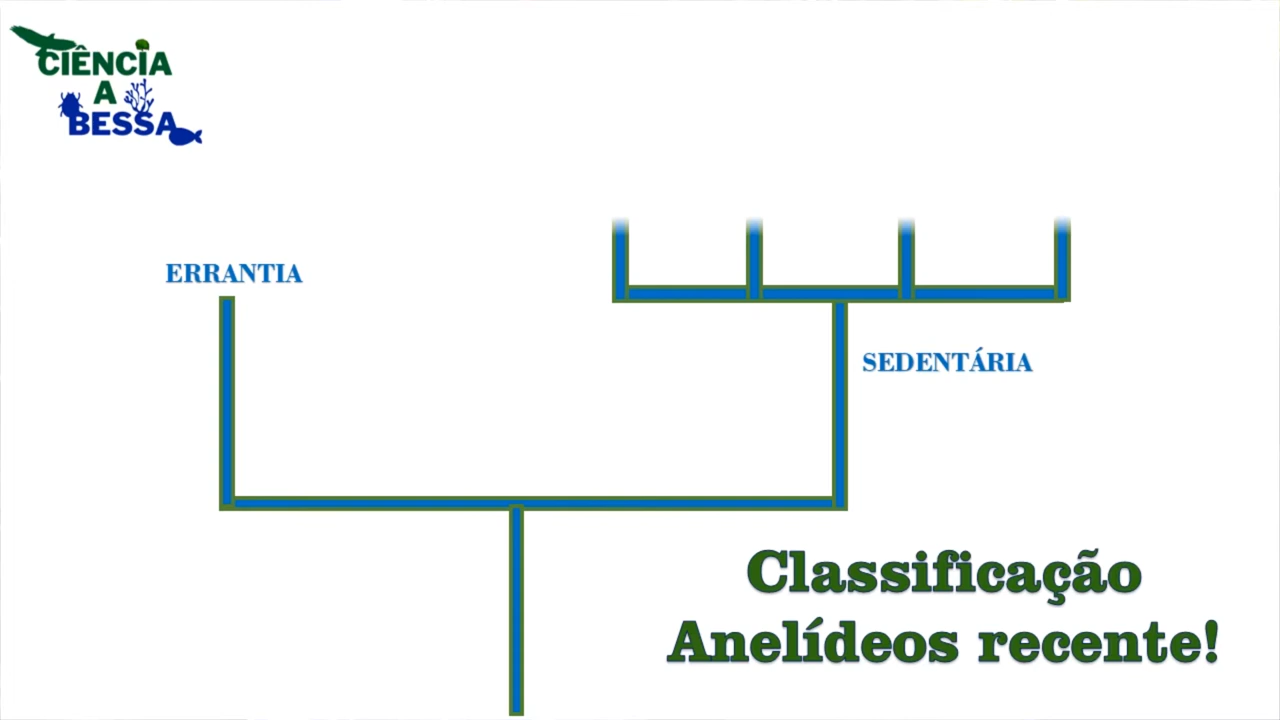 CIÊNCIA
A
BESSA
ERRANTIA
SEDENTÁRIA
Classificação
Anelídeos recente!